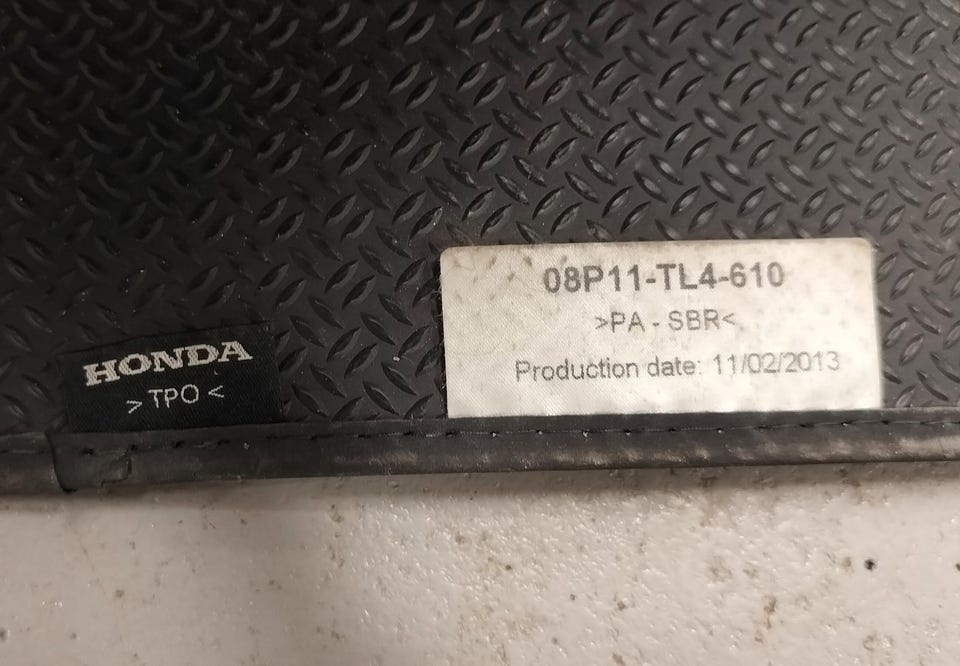 HONDA
> TPO <
08P11-TL4-610
>PA - SBR<
Production date: 11/02/2013